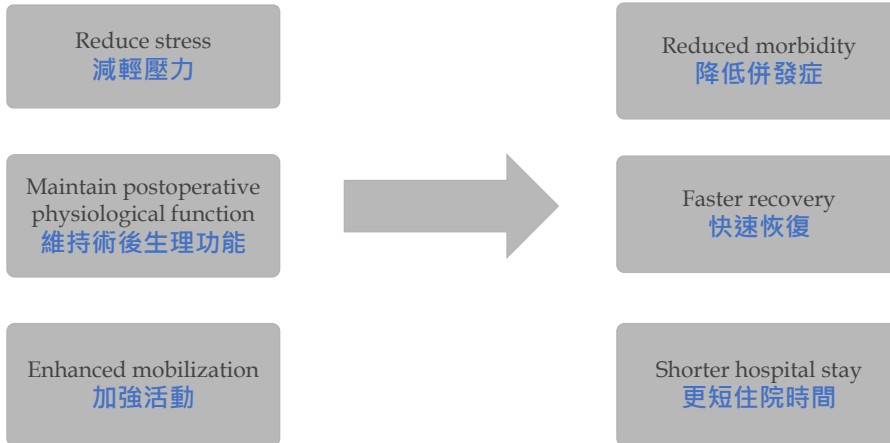 Reduce stress
減輕壓力
Maintain postoperative
physiological function
維持術後生理功能
Enhanced mobilization
加強活動
Reduced morbidity
降低併發症
Faster recovery
快速恢復
Shorter hospital stay
更短住院時間